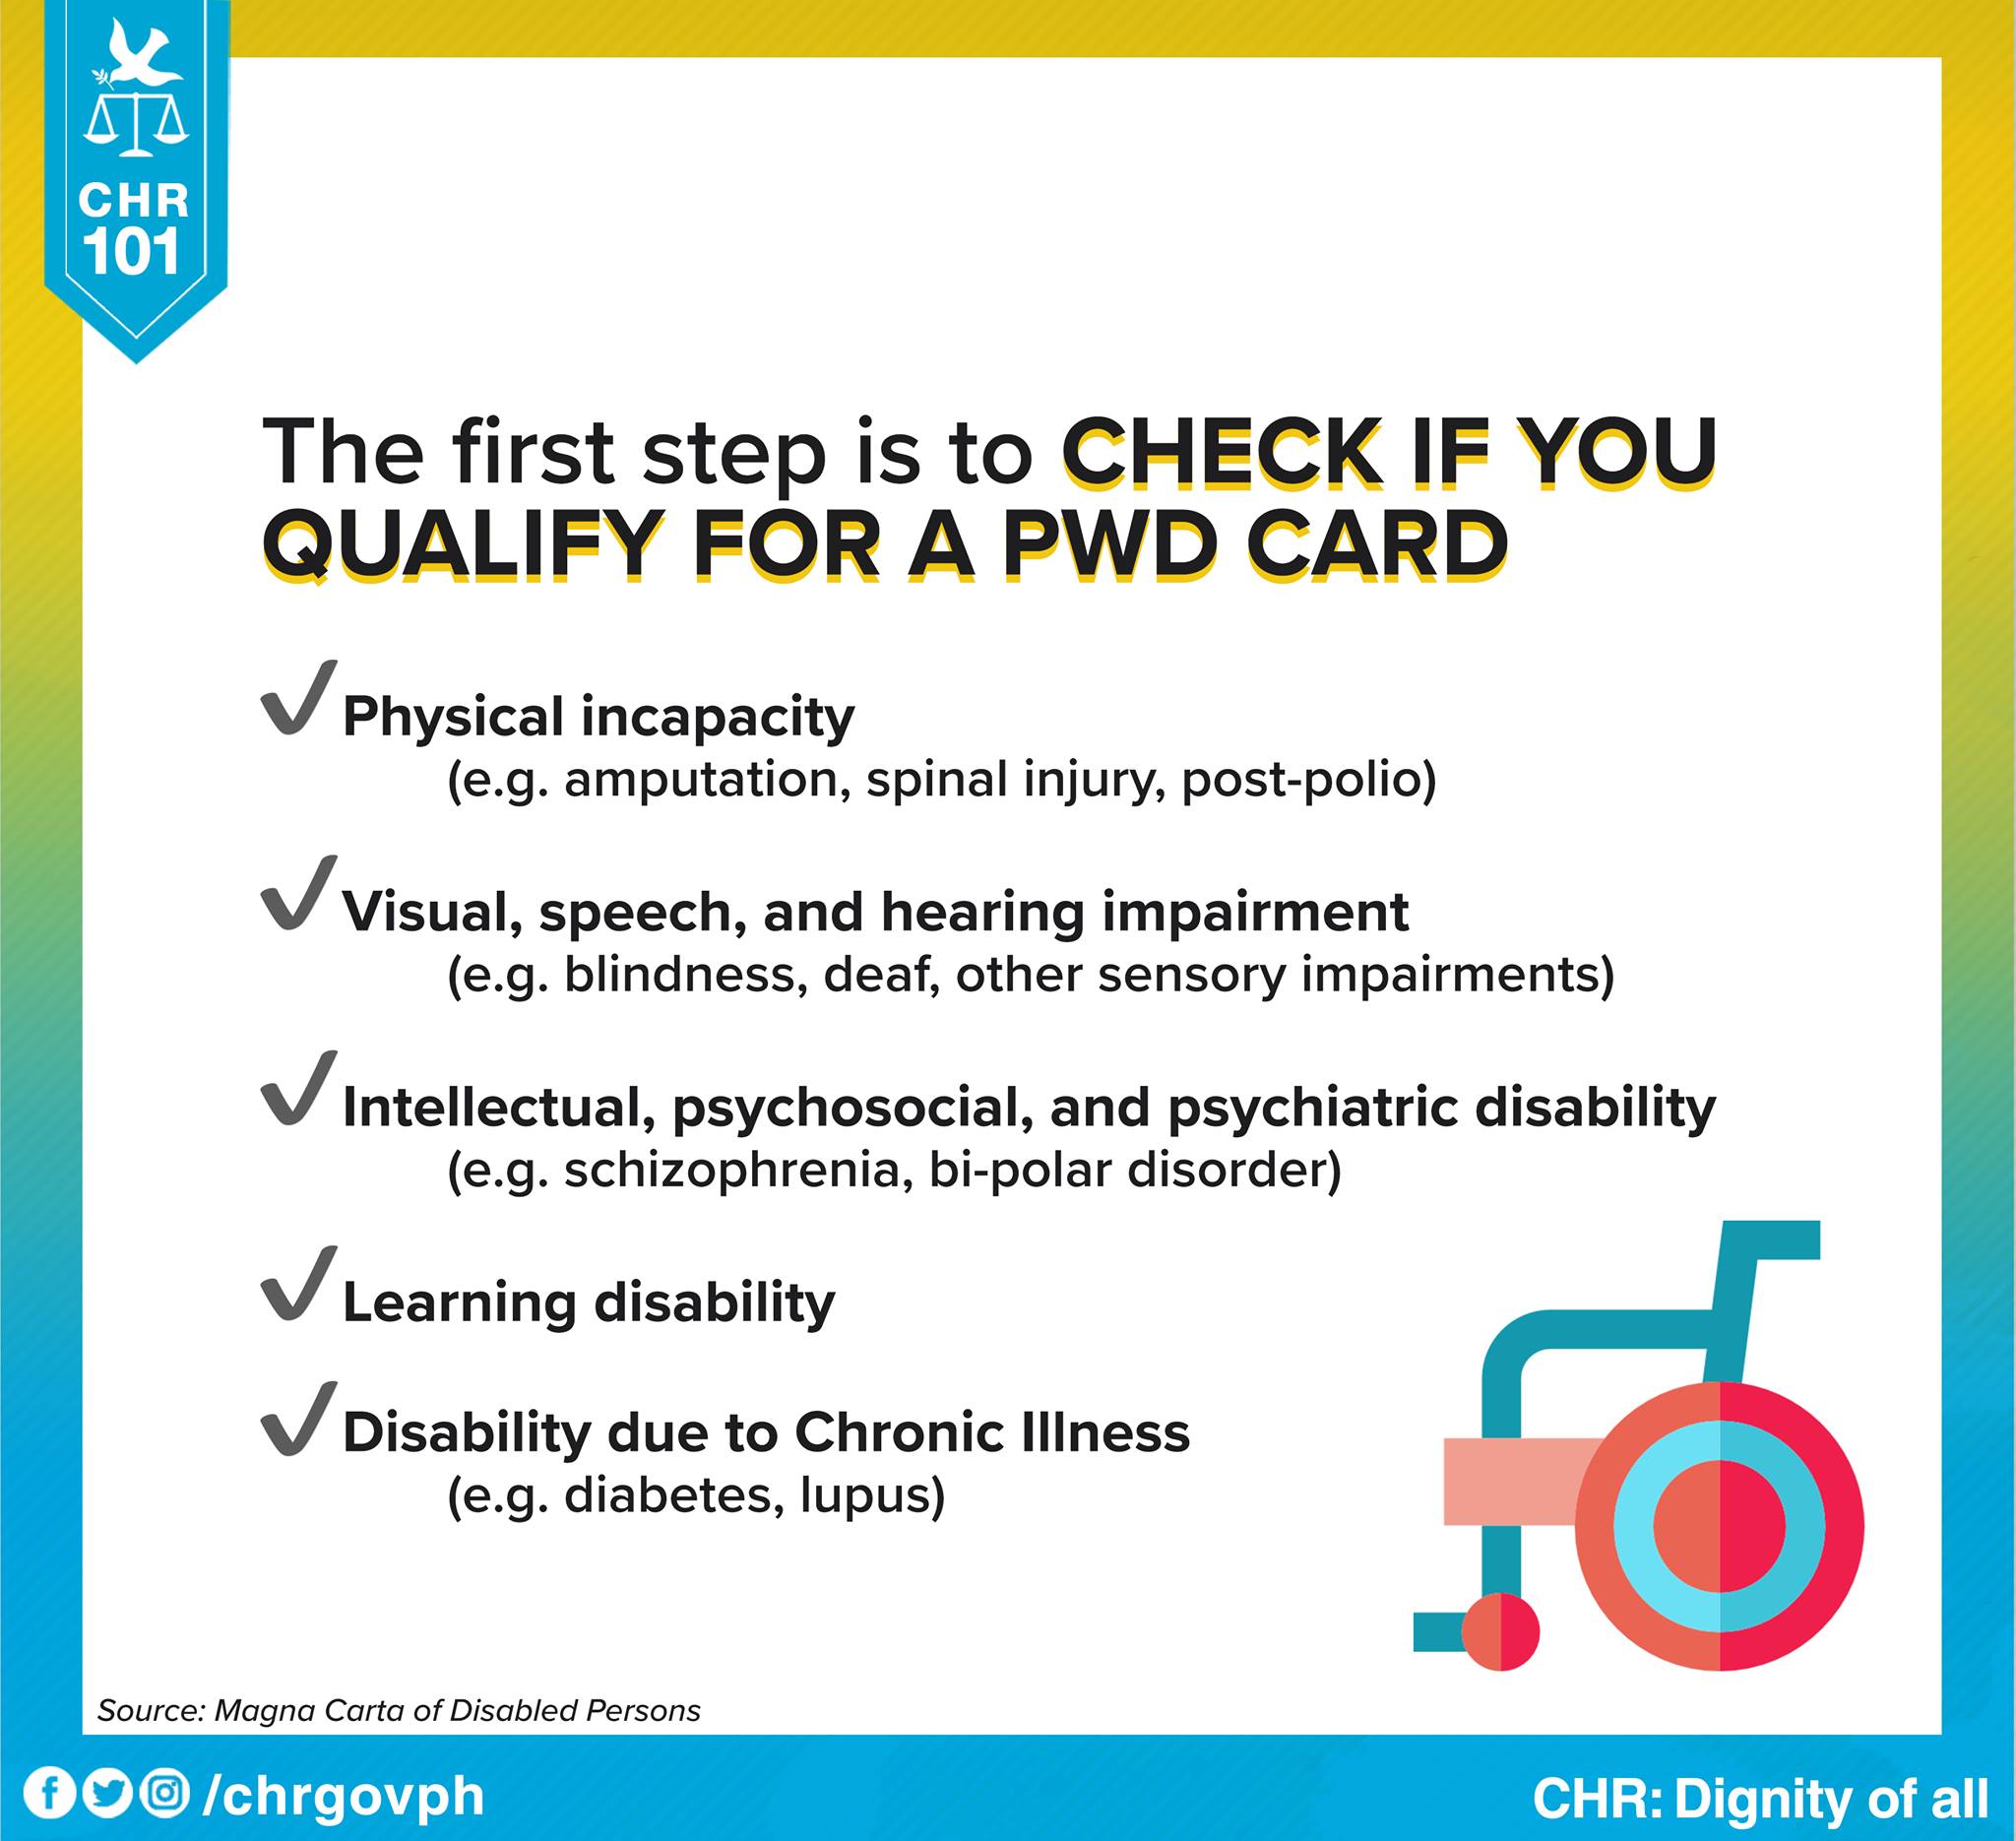 CHR
101
The first step is to CHECK IF YOU
QUALIFY FOR A PWD CARD
Physical incapacity
(e.g. amputation, spinal injury, post-polio)
Visual, speech, and hearing impairment
(e.g. blindness, deaf, other sensory impairments)
Intellectual, psychosocial, and psychiatric disability
(e.g. schizophrenia, bi-polar disorder)
Learning disability
Disability due to Chronic Illness
(e.g. diabetes, lupus)
Source: Magna Carta of Disabled Persons
/chrgovph
CHR: Dignity of all